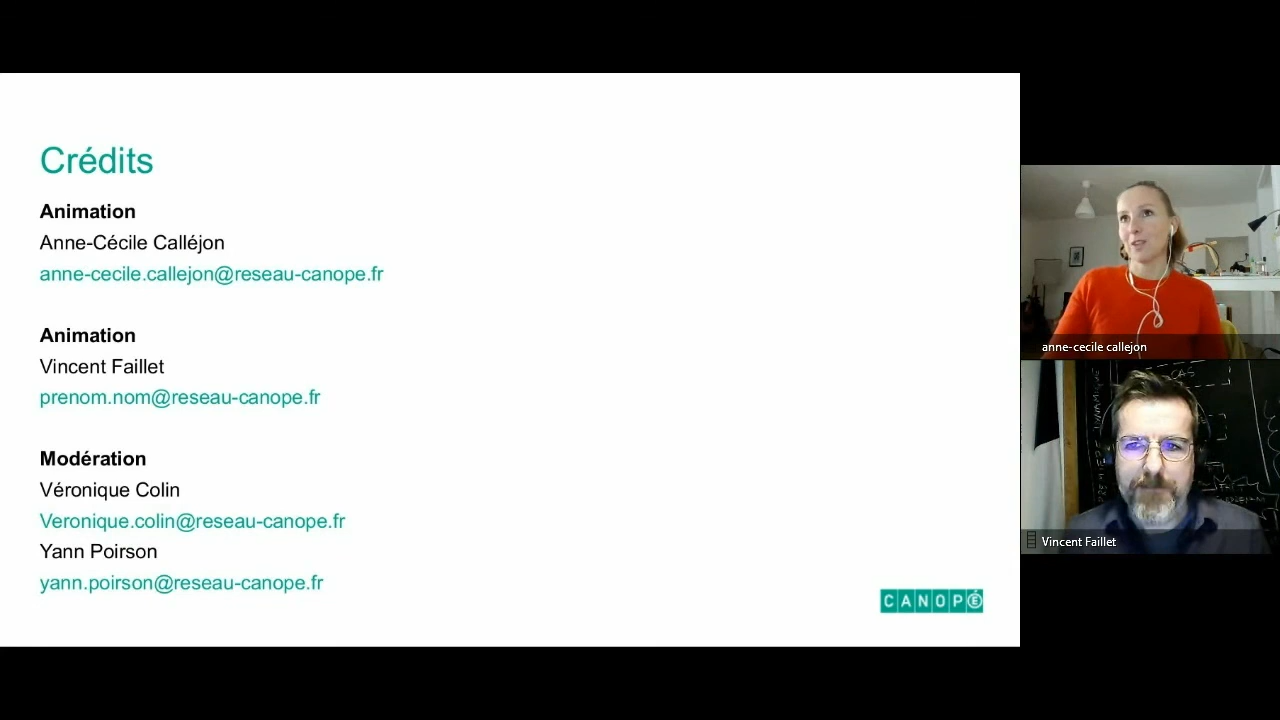 Crédits
Animation
Anne-Cécile Calléjon
anne-cecile.callejon@reseau-canope.fr
Animation
Vincent Faillet
prenom.nom@reseau-canope.fr
Modération
Véronique Colin
Veronique.colin@reseau-canope.fr
Yann Poirson
yann.poirson@reseau-canope.fr
CANOPÉ
anne-cecile callejon
CAS
Vincent Faillet